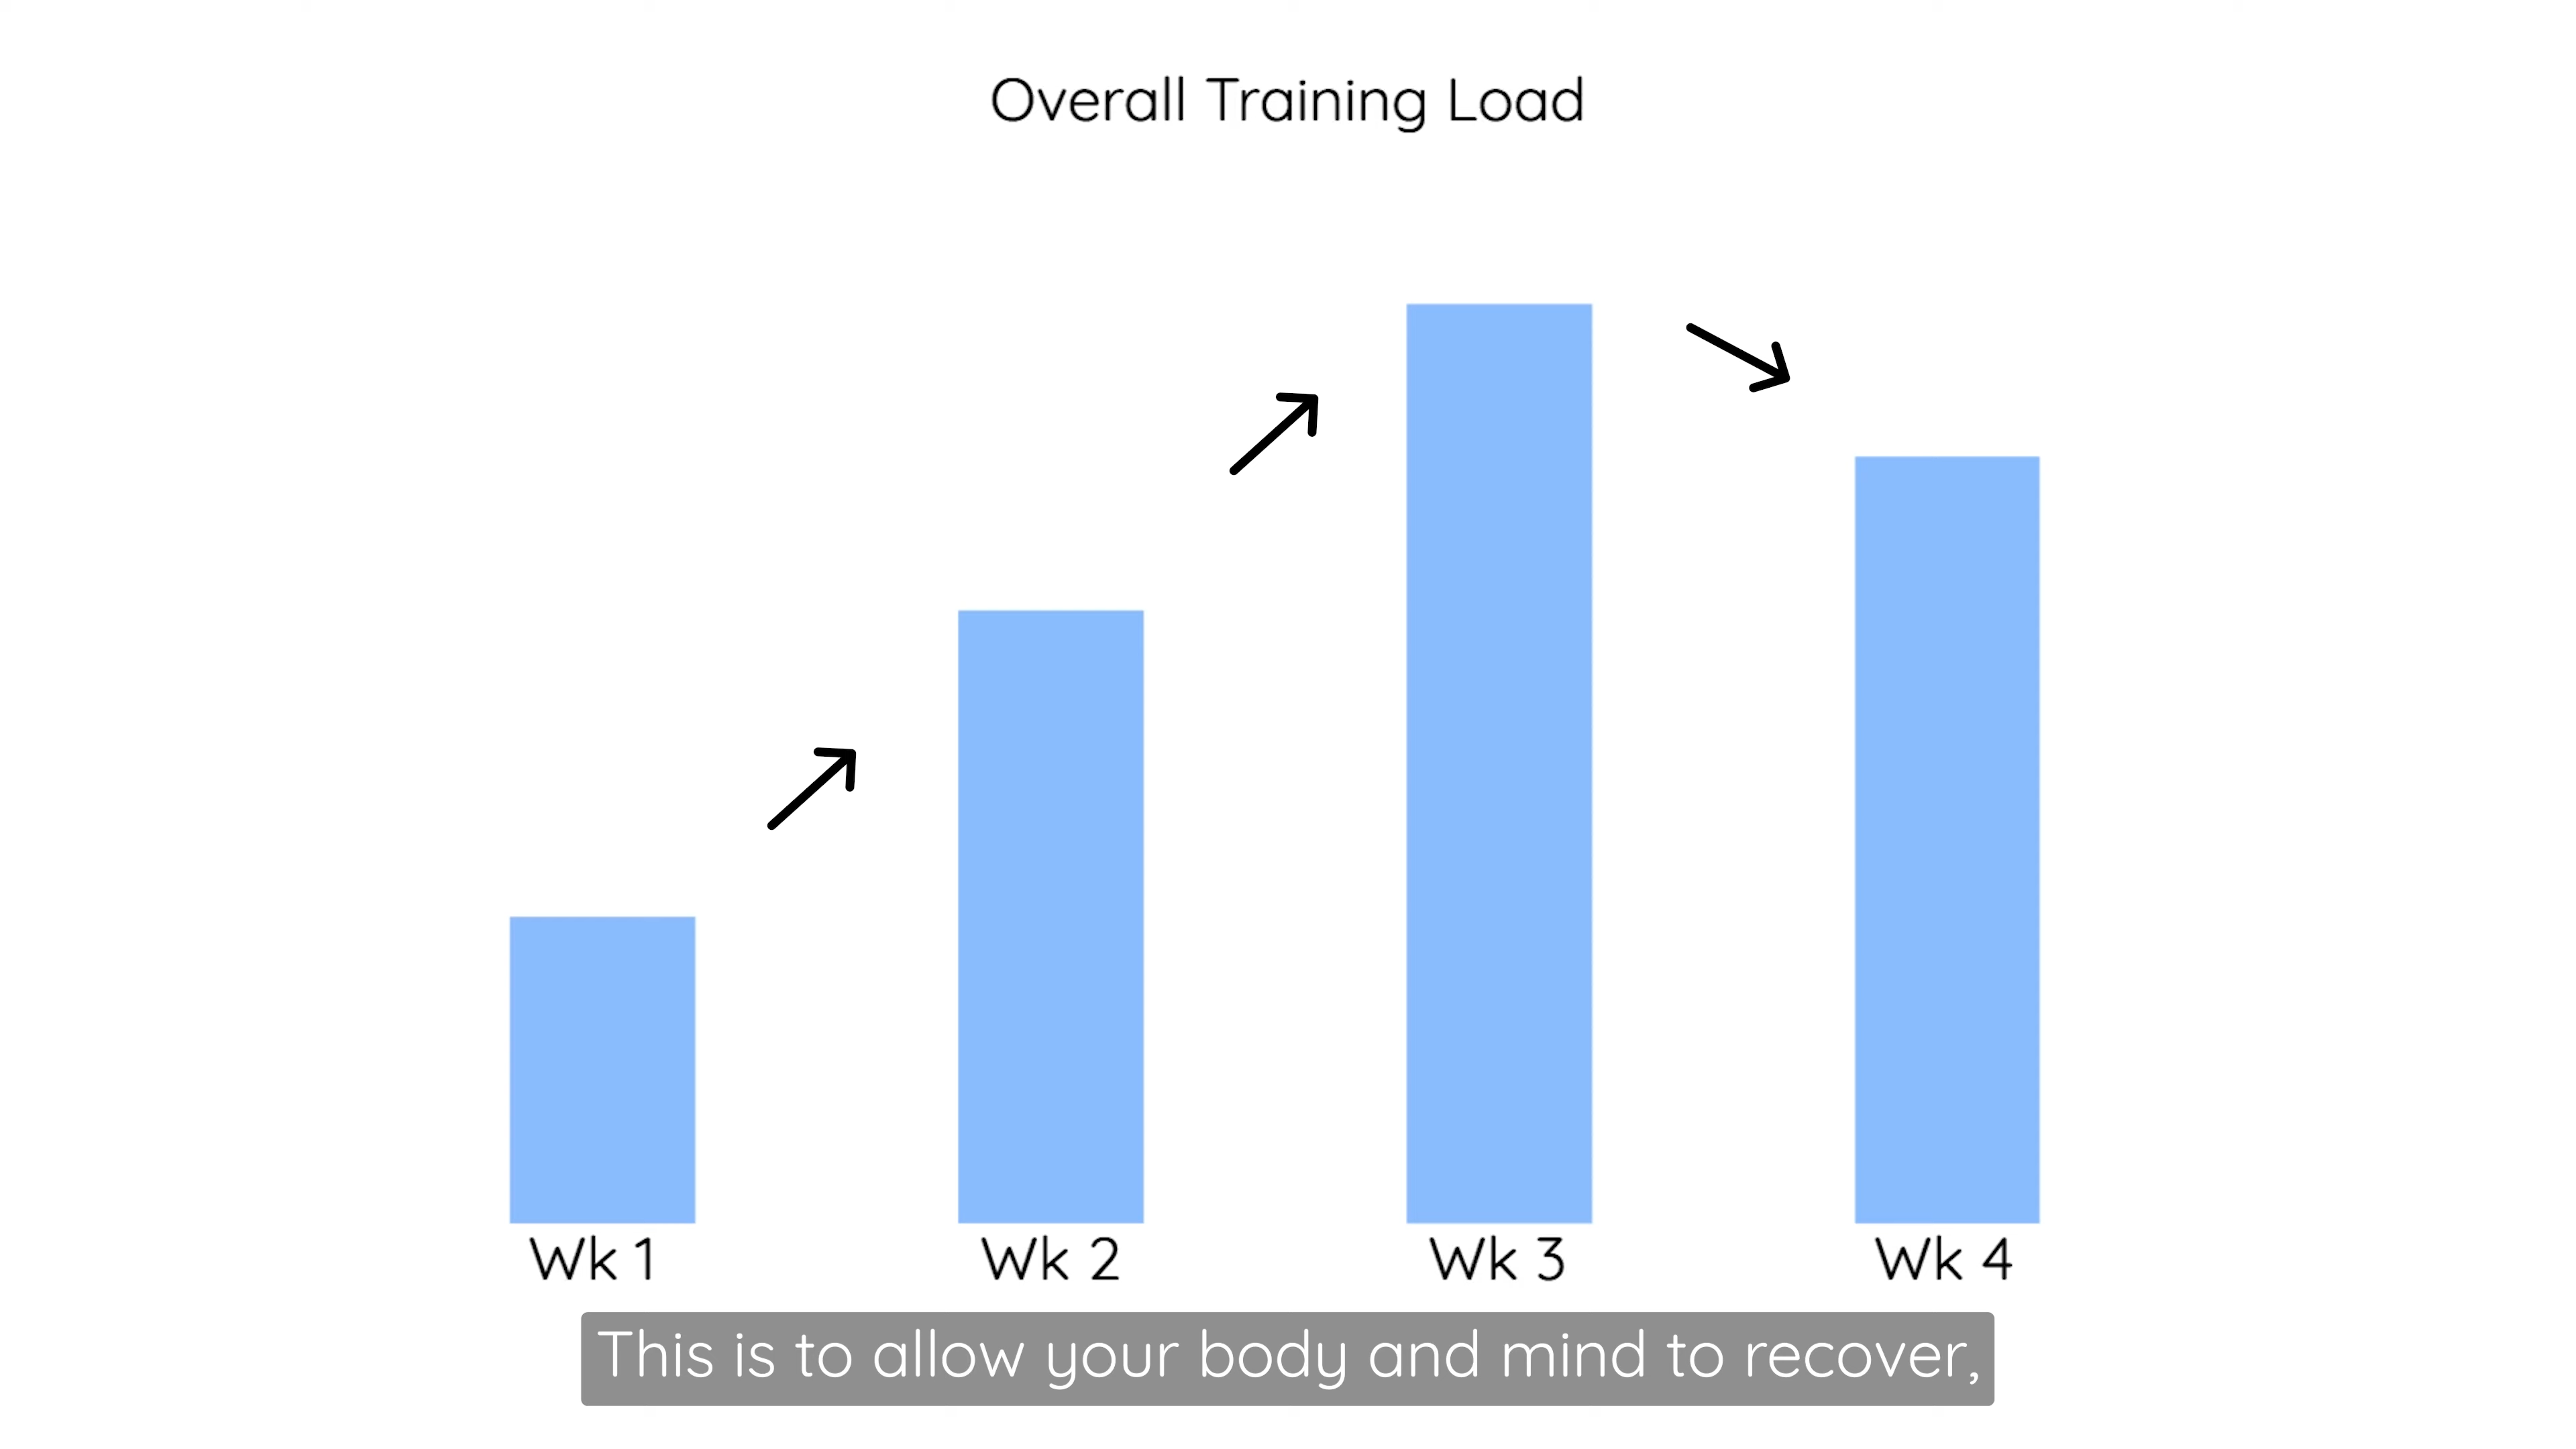 Overall Training Load
Wk 1
Wk 2
Wk 3
Wk 4
This is to allow your body and mind to recover,